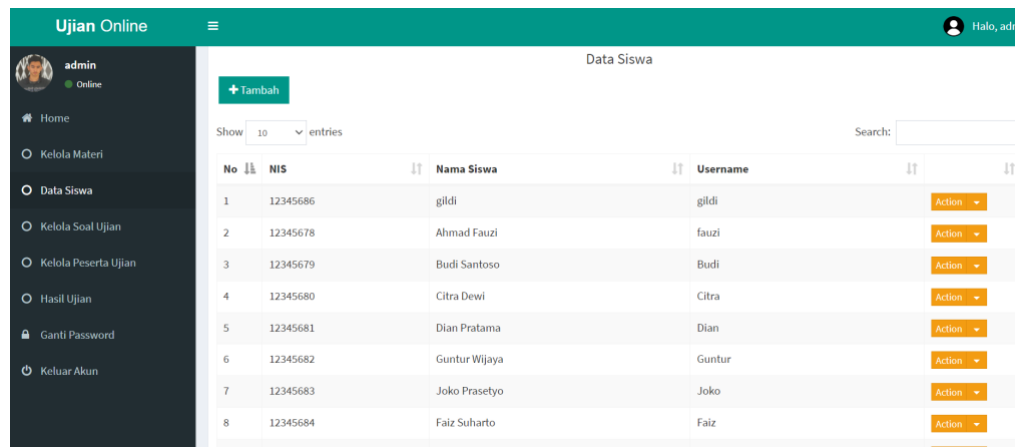 Ujian Online
Halo, adm
admin
Online
Home
Kelola Materi
Data Siswa
Kelola Soal Ujian
Kelola Peserta Ujian
Hasil Ujian
Ganti Password
Keluar Akun
Data Siswa
+ Tambah
Show 10 entries
Search:
No NIS Nama Siswa Username
1 12345686 gildi gildi Action
2 12345678 Ahmad Fauzi fauzi Action
3 12345679 Budi Santoso Budi Action
4 12345680 Citra Dewi Citra Action
5 12345681 Dian Pratama Dian Action
6 12345682 Guntur Wijaya Guntur Action
7 12345683 Joko Prasetyo Joko Action
8 12345684 Faiz Suharto Faiz Action